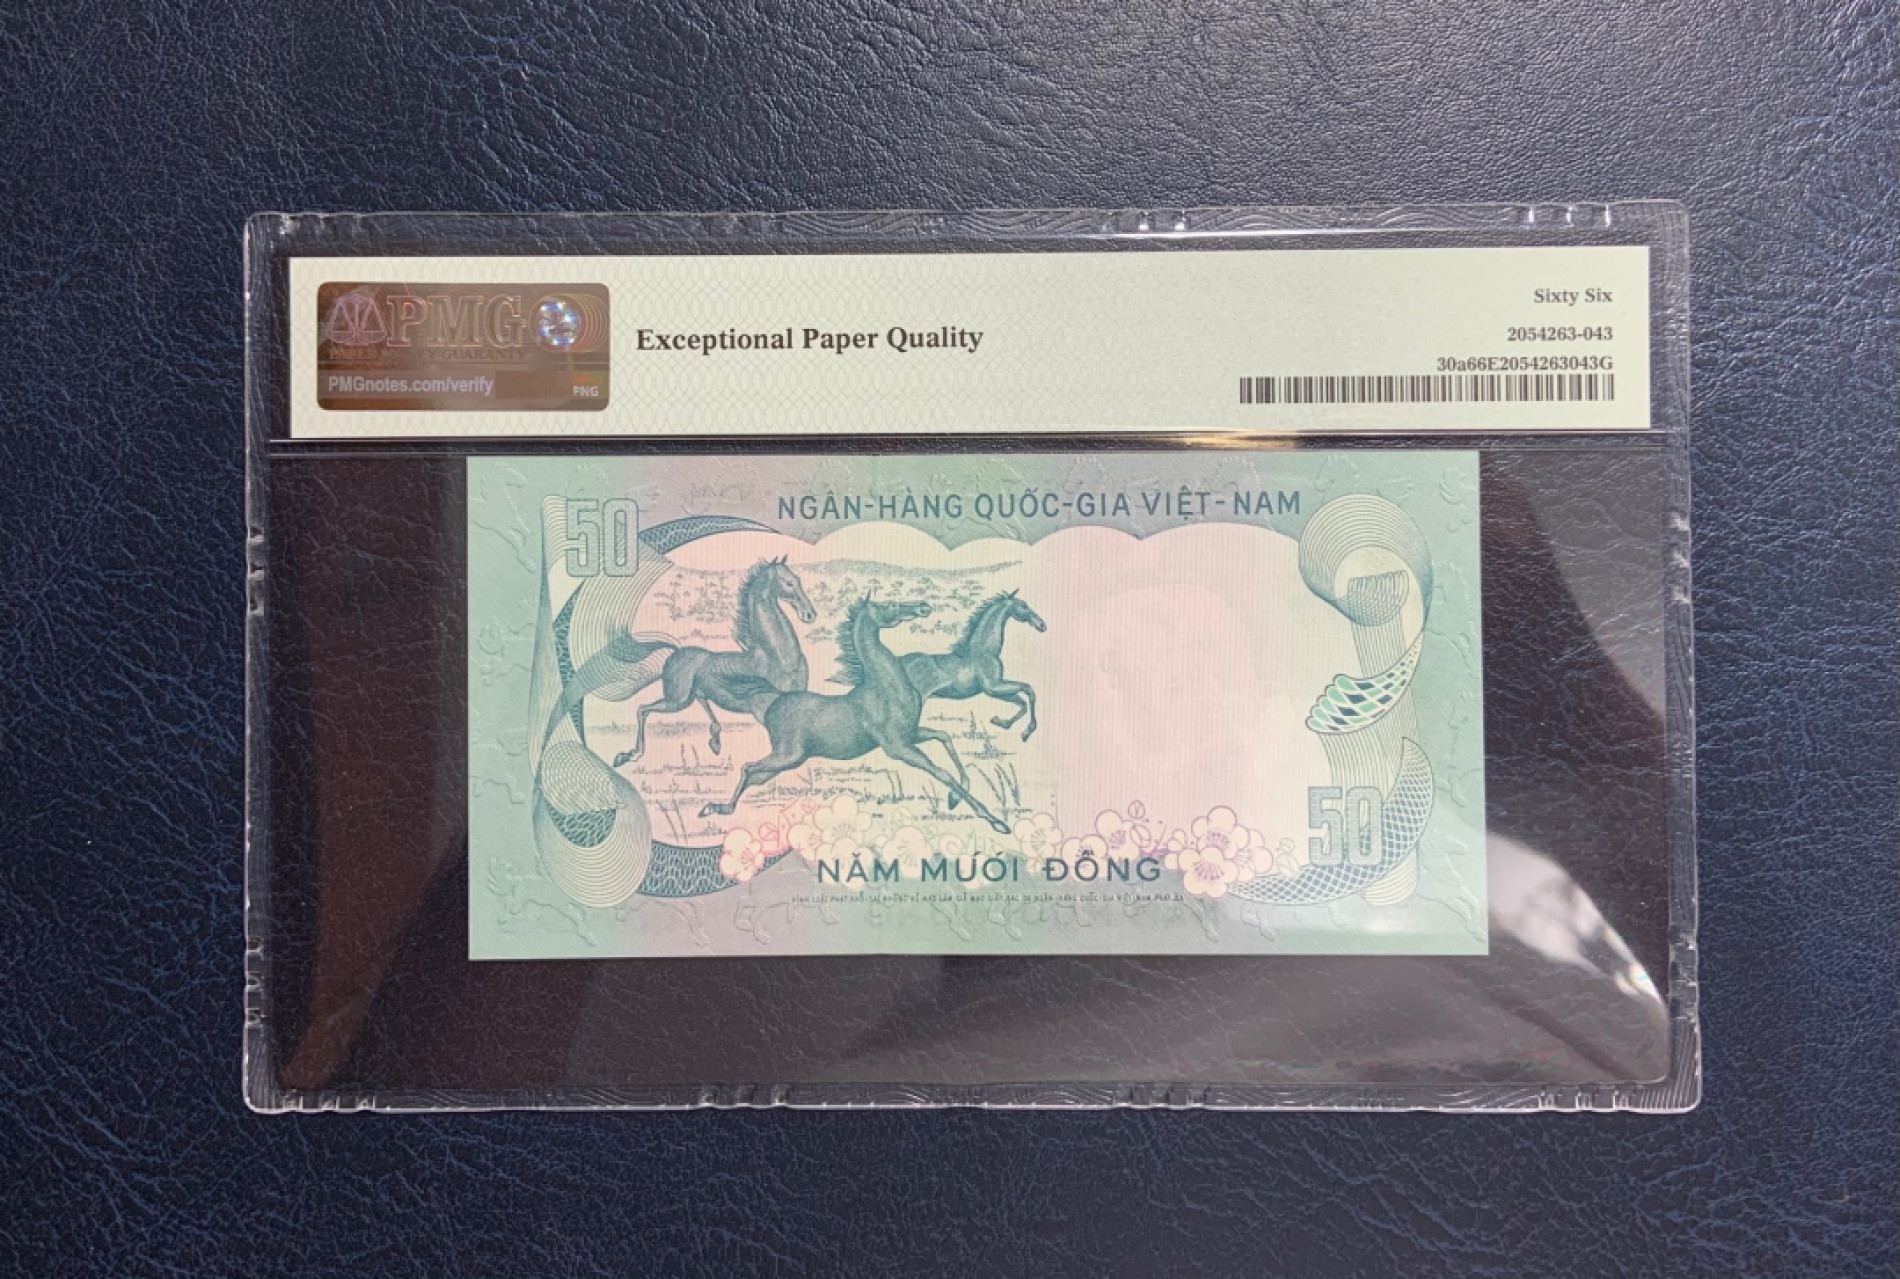 PMG
PMGnotes.com/verify
PNG
Exceptional Paper Quality
Sixty Six
2054263-043
30a66E2054263043G
50
NGÂN-HÀNG QUỐC-GIA VIỆT-NAM
50
NĂM MƯƠI ĐỒNG